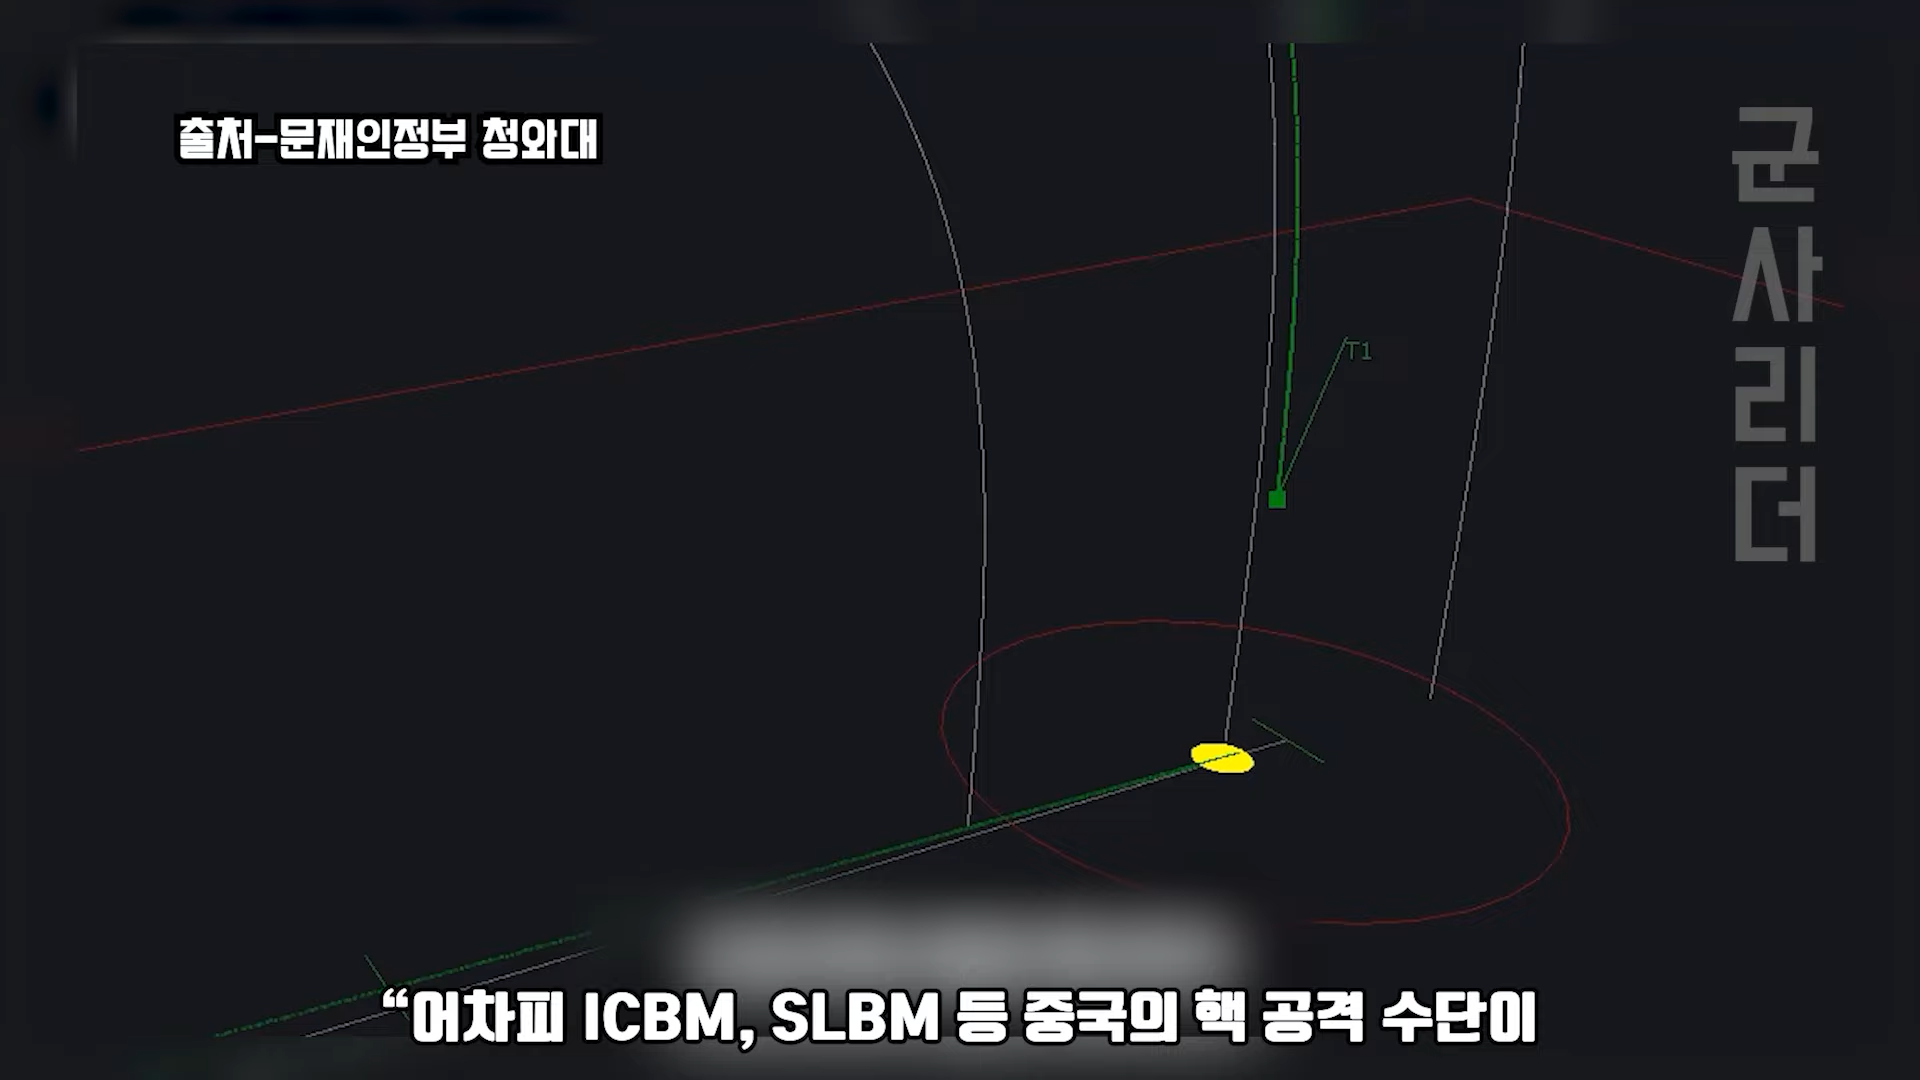 출처-문재인정부 청와대
군사리더
T1
“어차피 ICBM, SLBM 등 중국의 핵 공격 수단이